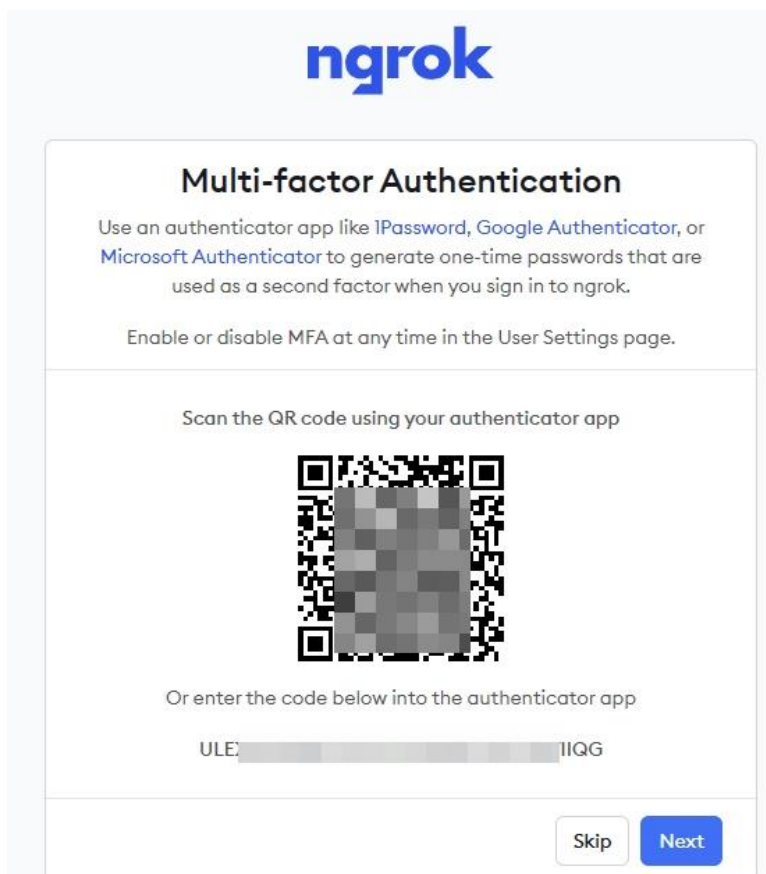 ngrok
Multi-factor Authentication
Use an authenticator app like 1Password, Google Authenticator, or
Microsoft Authenticator to generate one-time passwords that are
used as a second factor when you sign in to ngrok.
Enable or disable MFA at any time in the User Settings page.
Scan the QR code using your authenticator app
Or enter the code below into the authenticator app
Skip
Next